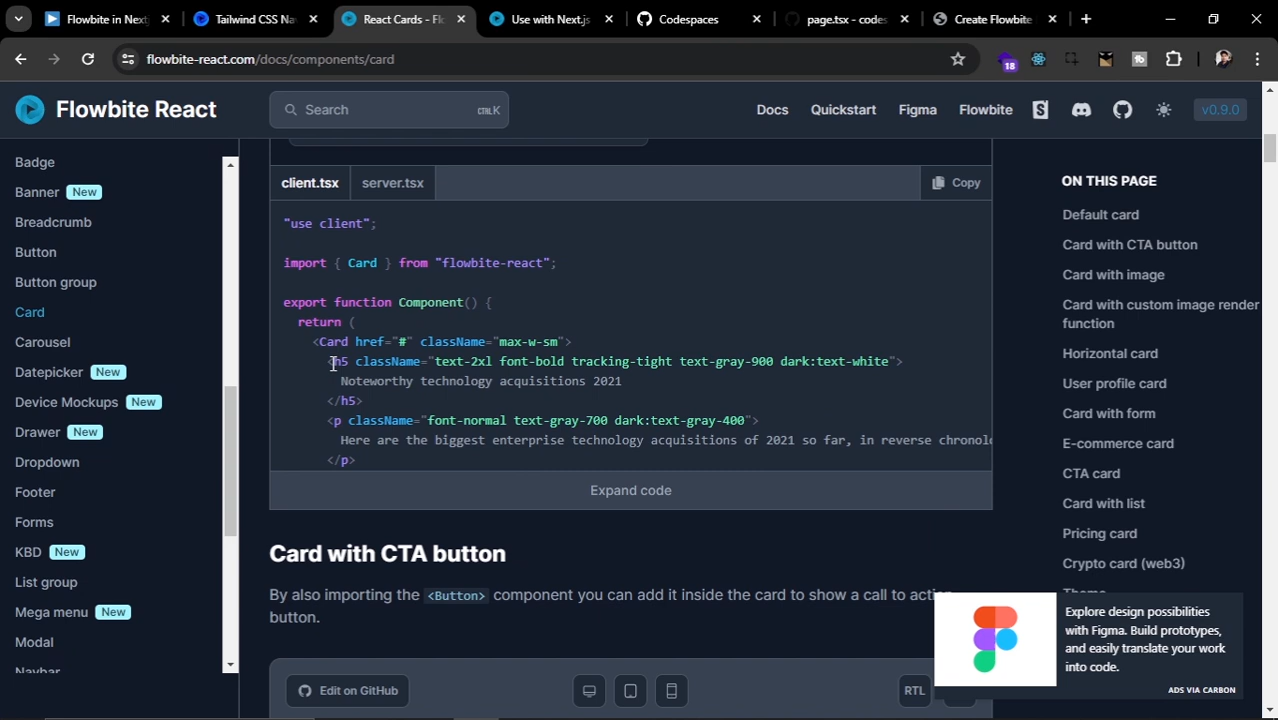 Flowbite in Next
Tailwind CSS Na
React Cards - Fl
Use with Next.js
Codespaces
page.tsx - codes
Create Flowbite
flowbite-react.com/docs/components/card
18
Flowbite React
Search
CTRL K
Docs
Quickstart
Figma
Flowbite
v0.9.0
Badge
Banner New
Breadcrumb
Button
Button group
Card
Carousel
Datepicker New
Device Mockups New
Drawer New
Dropdown
Footer
Forms
KBD New
List group
Mega menu New
Modal
Navbar
client.tsx
server.tsx
Copy
"use client";
import { Card } from "flowbite-react";
export function Component() {
return (
<Card href="#" className="max-w-sm">
<h5 className="text-2xl font-bold tracking-tight text-gray-900 dark:text-white">
Noteworthy technology acquisitions 2021
</h5>
<p className="font-normal text-gray-700 dark:text-gray-400">
Here are the biggest enterprise technology acquisitions of 2021 so far, in reverse chronolo
</p>
Expand code
Card with CTA button
By also importing the <Button> component you can add it inside the card to show a call to action
button.
Edit on GitHub
RTL
ON THIS PAGE
Default card
Card with CTA button
Card with image
Card with custom image render
function
Horizontal card
User profile card
Card with form
E-commerce card
CTA card
Card with list
Pricing card
Crypto card (web3)
Theme
Explore design possibilities
with Figma. Build prototypes,
and easily translate your work
into code.
ADS VIA CARBON